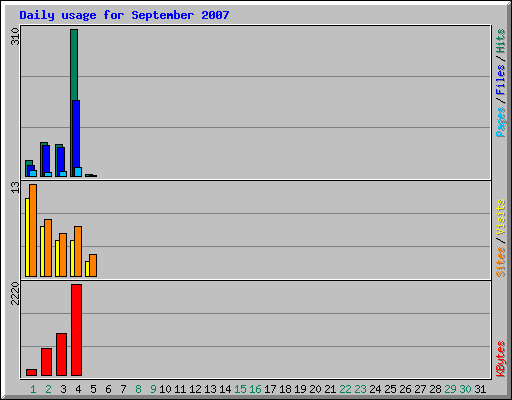 Daily usage for September 2007
310
Pages / Files / Hits
13
Sites / Visits
2220
KBytes
1 2 3 4 5 6 7 8 9 10 11 12 13 14 15 16 17 18 19 20 21 22 23 24 25 26 27 28 29 30 31